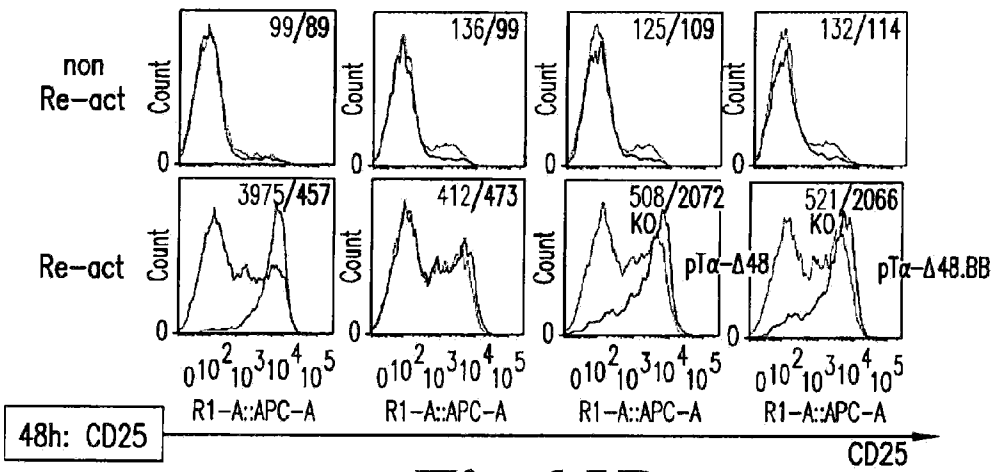 non
Re-act
Count
0
99/89
Count
0
136/99
Count
0
125/109
Count
0
132/114
Re-act
Count
0
3975/457
Count
0
412/473
Count
0
508/2072
KO
pTα-Δ48
Count
0
521/2066
KO
pTα-Δ48.BB
0 10² 10³ 10⁴ 10⁵
0 10² 10³ 10⁴ 10⁵
0 10² 10³ 10⁴ 10⁵
0 10² 10³ 10⁴ 10⁵
R1-A::APC-A
R1-A::APC-A
R1-A::APC-A
R1-A::APC-A
48h: CD25
CD25